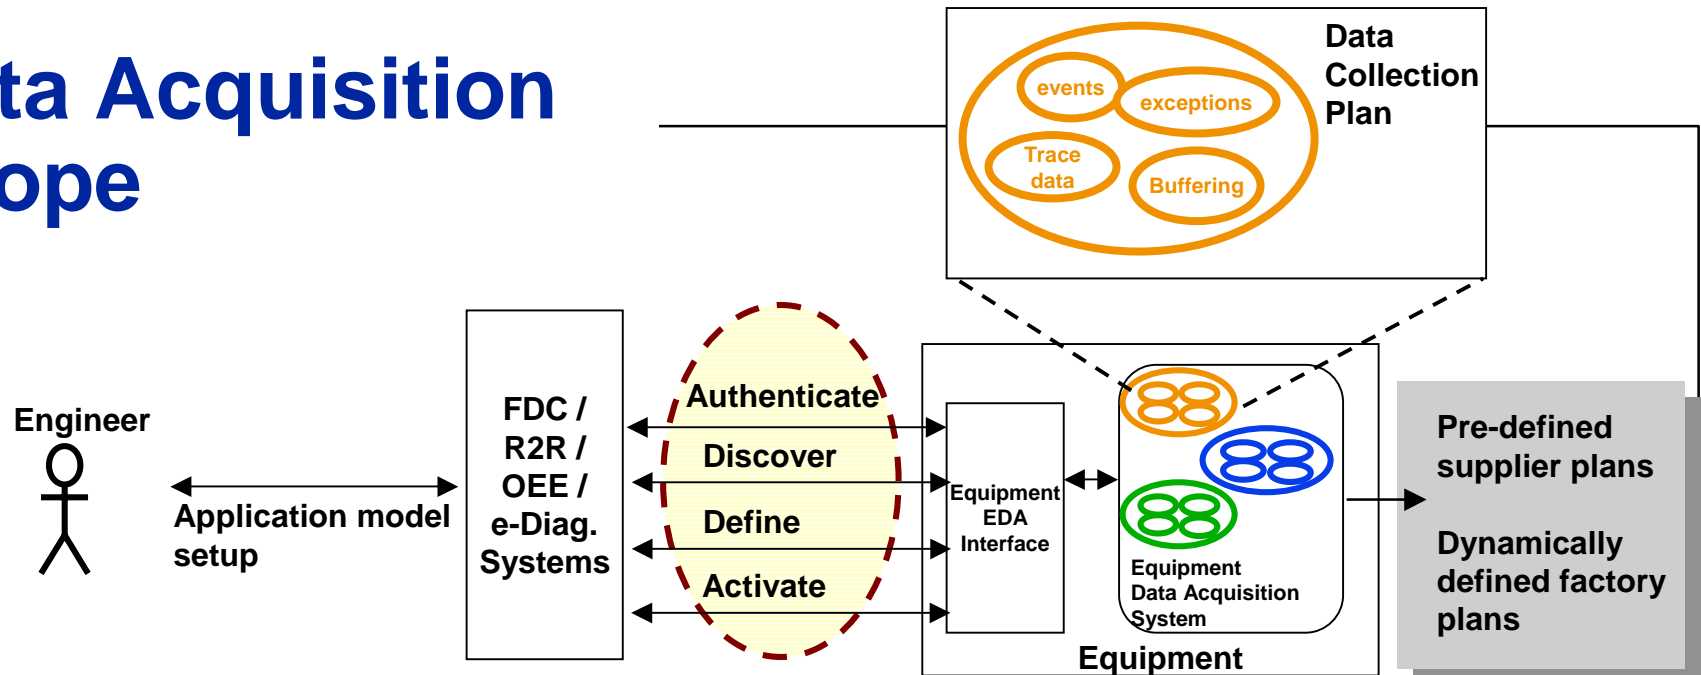 ta Acquisition
ope
Data
Collection
Plan
events
exceptions
Trace
data
Buffering
Engineer
Application model
setup
FDC /
R2R /
OEE /
e-Diag.
Systems
Authenticate
Discover
Define
Activate
Equipment
EDA
Interface
Equipment
Data Acquisition
System
Equipment
Pre-defined
supplier plans
Dynamically
defined factory
plans